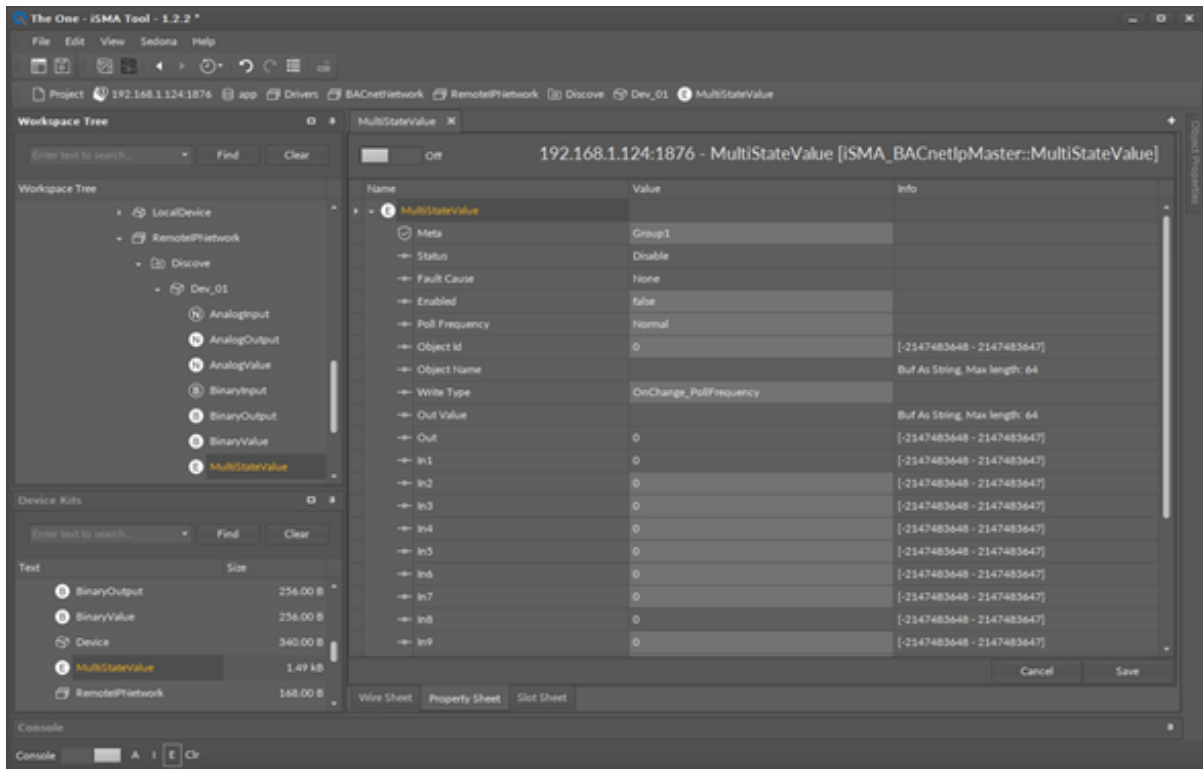 The One - iSMA Tool - 1.2.2 *
File Edit View Sedona Help
Project 192.168.1.124:1876 app Drivers BACnetNetwork RemoteIPNetwork Discove Dev_01 E MultiStateValue
Workspace Tree
Enter text to search... Find Clear
Workspace Tree
LocalDevice
RemoteIPNetwork
Discove
Dev_01
N AnalogInput
N AnalogOutput
N AnalogValue
B BinaryInput
B BinaryOutput
B BinaryValue
E MultiStateValue
Device Kits
Enter text to search... Find Clear
Text Size
B BinaryOutput 256.00 B
B BinaryValue 256.00 B
Device 340.00 B
E MultiStateValue 1.49 kB
RemoteIPNetwork 168.00 B
MultiStateValue
Off 192.168.1.124:1876 - MultiStateValue [iSMA_BACnetIpMaster::MultiStateValue]
Name Value Info
E MultiStateValue
Meta Group1
Status Disable
Fault Cause None
Enabled false
Poll Frequency Normal
Object Id 0 [-2147483648 - 2147483647]
Object Name Buf As String, Max length: 64
Write Type OnChange_PollFrequency
Out Value Buf As String, Max length: 64
Out 0 [-2147483648 - 2147483647]
In1 0 [-2147483648 - 2147483647]
In2 0 [-2147483648 - 2147483647]
In3 0 [-2147483648 - 2147483647]
In4 0 [-2147483648 - 2147483647]
In5 0 [-2147483648 - 2147483647]
In6 0 [-2147483648 - 2147483647]
In7 0 [-2147483648 - 2147483647]
In8 0 [-2147483648 - 2147483647]
In9 0 [-2147483648 - 2147483647]
Cancel Save
Wire Sheet Property Sheet Slot Sheet
Object Properties
Console
Console A I E Clr